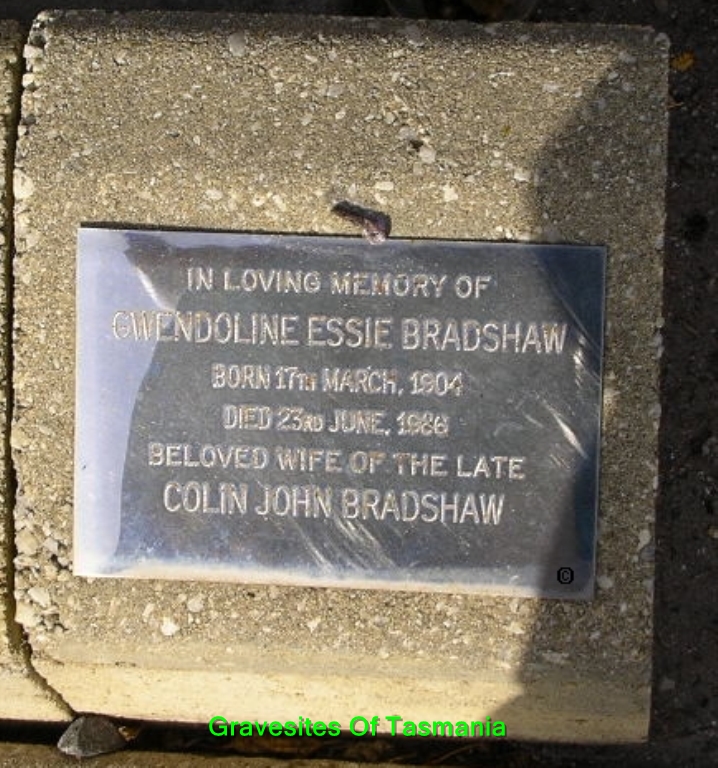 IN LOVING MEMORY OF
GWENDOLINE ESSIE BRADSHAW
BORN 17TH MARCH, 1904
DIED 23RD JUNE, 1986
BELOVED WIFE OF THE LATE
COLIN JOHN BRADSHAW
©
Gravesites Of Tasmania